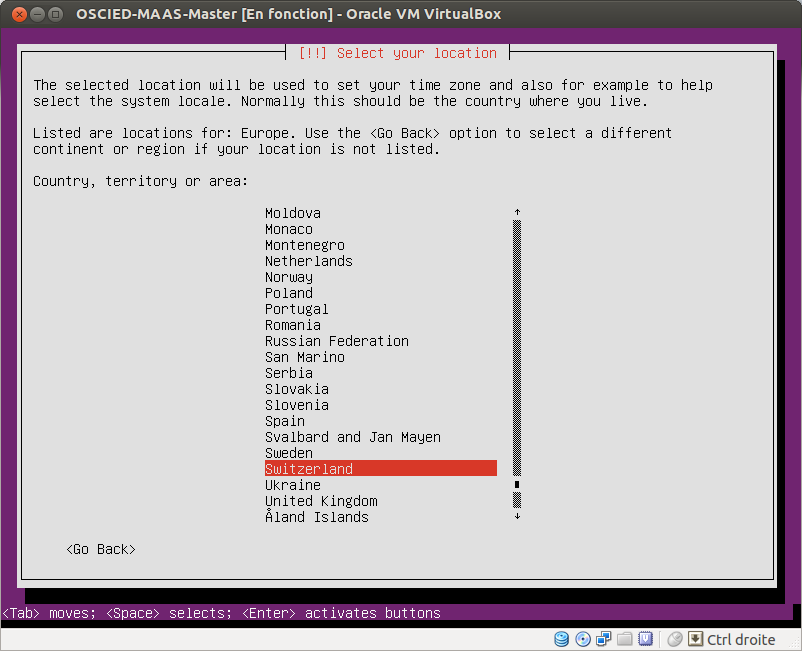 OSCIED-MAAS-Master [En fonction] - Oracle VM VirtualBox
[!!] Select your location
The selected location will be used to set your time zone and also for example to help
select the system locale. Normally this should be the country where you live.
Listed are locations for: Europe. Use the <Go Back> option to select a different
continent or region if your location is not listed.
Country, territory or area:
Moldova
Monaco
Montenegro
Netherlands
Norway
Poland
Portugal
Romania
Russian Federation
San Marino
Serbia
Slovakia
Slovenia
Spain
Svalbard and Jan Mayen
Sweden
Switzerland
Ukraine
United Kingdom
Åland Islands
<Go Back>
<Tab> moves; <Space> selects; <Enter> activates buttons
Ctrl droite